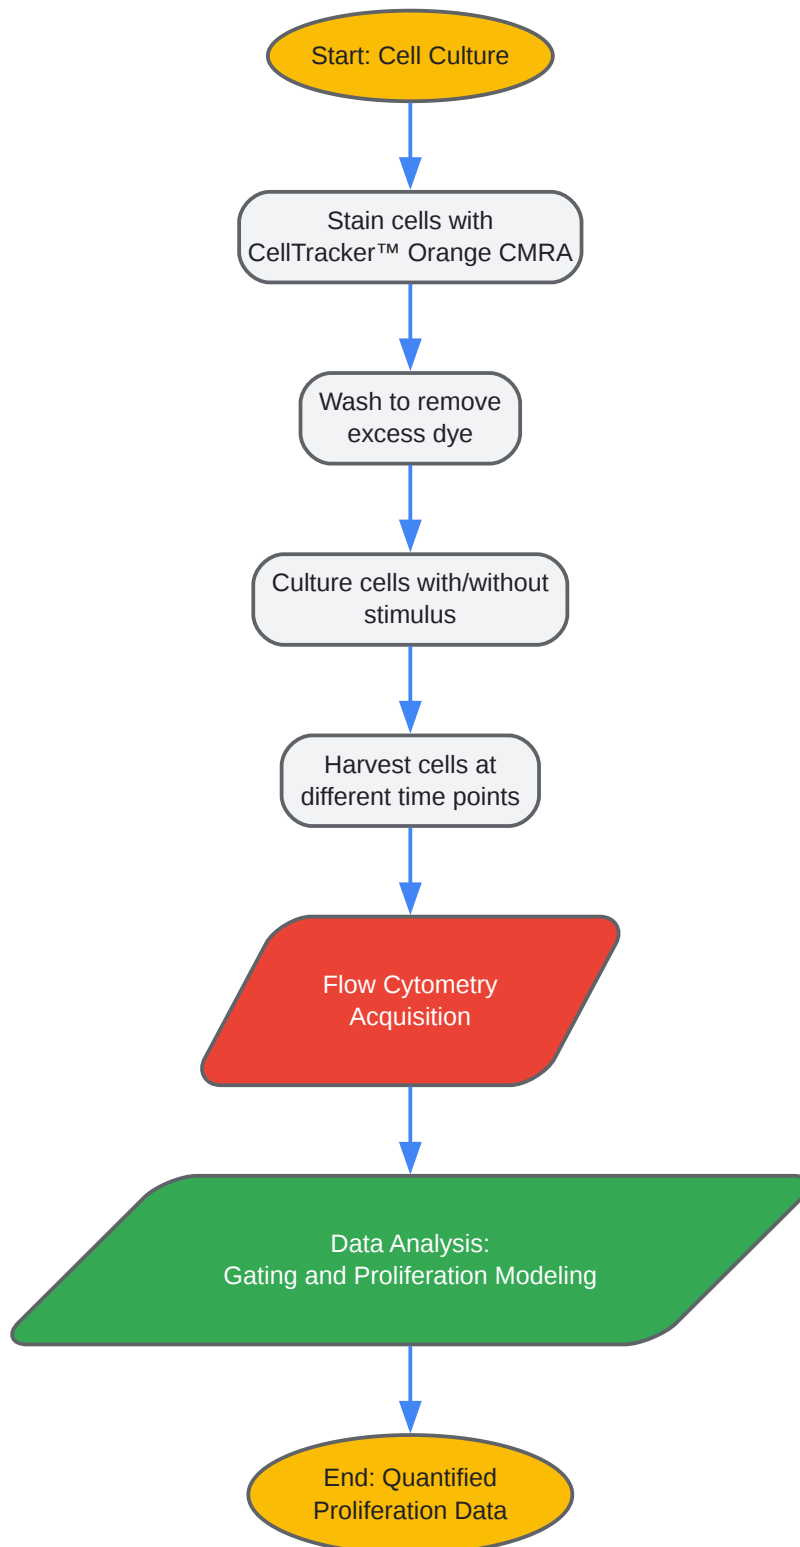 Start: Cell Culture
Stain cells with
CellTracker™ Orange CMRA
Wash to remove
excess dye
Culture cells with/without
stimulus
Harvest cells at
different time points
Flow Cytometry
Acquisition
Data Analysis:
Gating and Proliferation Modeling
End: Quantified
Proliferation Data